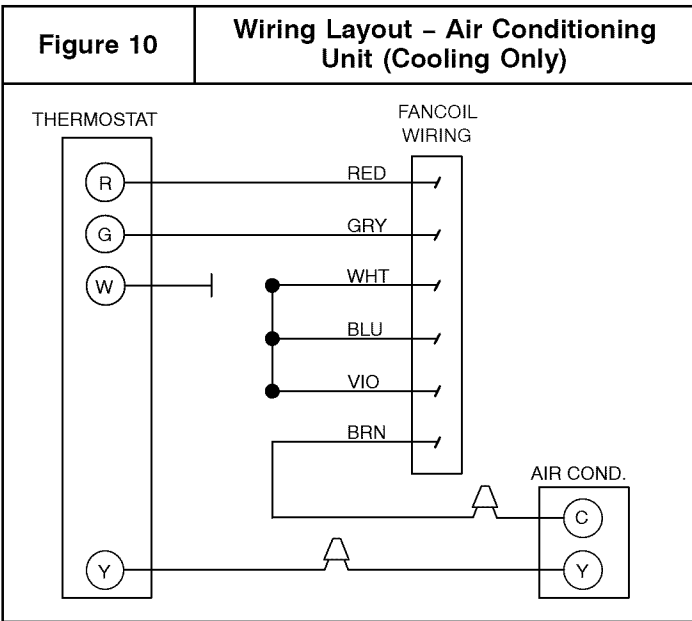 Figure 10
Wiring Layout – Air Conditioning
Unit (Cooling Only)
THERMOSTAT
FANCOIL
WIRING
R
RED
G
GRY
W
WHT
BLU
VIO
BRN
AIR COND.
C
Y
Y